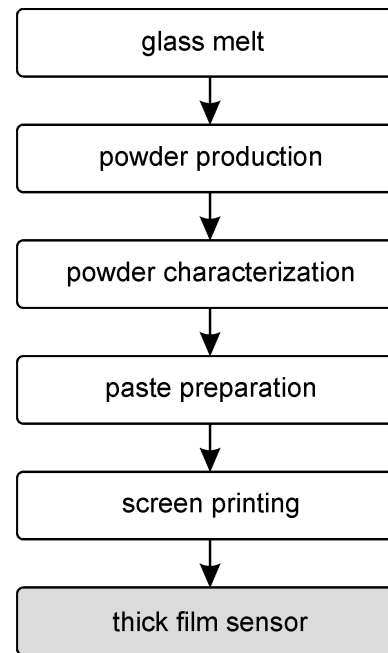 glass melt
powder production
powder characterization
paste preparation
screen printing
thick film sensor